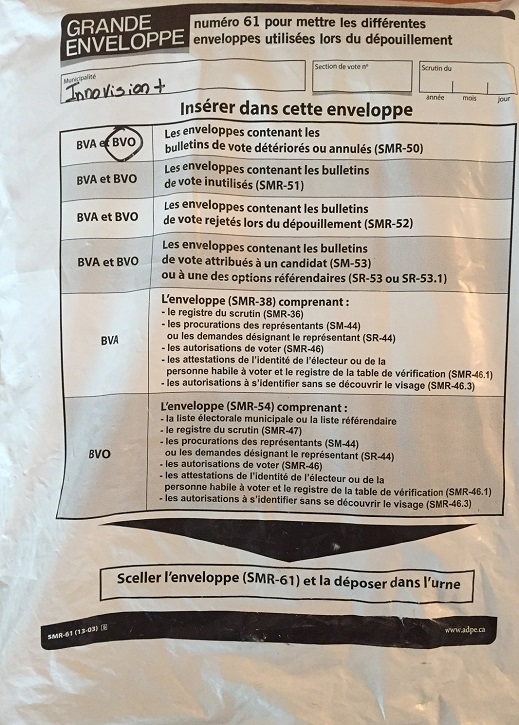 GRANDE
ENVELOPPE
numéro 61 pour mettre les différentes
enveloppes utilisées lors du dépouillement
Municipalité
Innovision +
Section de vote nº
Scrutin du
année mois jour
Insérer dans cette enveloppe
BVA et BVO
Les enveloppes contenant les
bulletins de vote détériorés ou annulés (SMR-50)
BVA et BVO
Les enveloppes contenant les bulletins
de vote inutilisés (SMR-51)
BVA et BVO
Les enveloppes contenant les bulletins
de vote rejetés lors du dépouillement (SMR-52)
BVA et BVO
Les enveloppes contenant les bulletins
de vote attribués à un candidat (SM-53)
ou à une des options référendaires (SR-53 ou SR-53.1)
BVA
L'enveloppe (SMR-38) comprenant :
- le registre du scrutin (SMR-36)
- les procurations des représentants (SM-44)
ou les demandes désignant le représentant (SR-44)
- les autorisations de voter (SMR-46)
- les attestations de l'identité de l'électeur ou de la
personne habile à voter et le registre de la table de vérification (SMR-46.1)
- les autorisations à s'identifier sans se découvrir le visage (SMR-46.3)
BVO
L'enveloppe (SMR-54) comprenant :
- la liste électorale municipale ou la liste référendaire
- le registre du scrutin (SMR-47)
- les procurations des représentants (SM-44)
ou les demandes désignant le représentant (SR-44)
- les autorisations de voter (SMR-46)
- les attestations de l'identité de l'électeur ou de la
personne habile à voter et le registre de la table de vérification (SMR-46.1)
- les autorisations à s'identifier sans se découvrir le visage (SMR-46.3)
Sceller l'enveloppe (SMR-61) et la déposer dans l'urne
SMR-61 (13-03)
www.adpe.ca